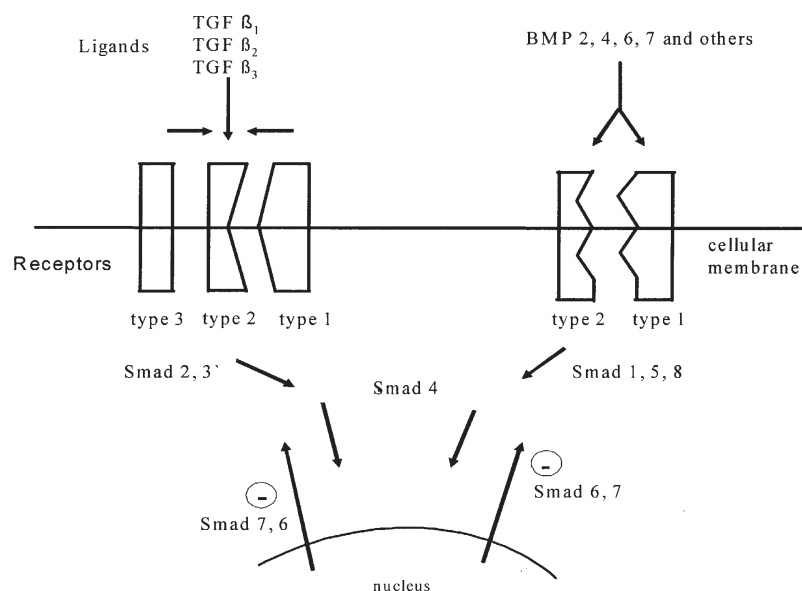 Ligands
TGF ß₁
TGF ß₂
TGF ß₃
BMP 2, 4, 6, 7 and others
Receptors
cellular
membrane
type 3
type 2
type 1
type 2
type 1
Smad 2, 3`
Smad 4
Smad 1, 5, 8
-
Smad 7, 6
-
Smad 6, 7
nucleus